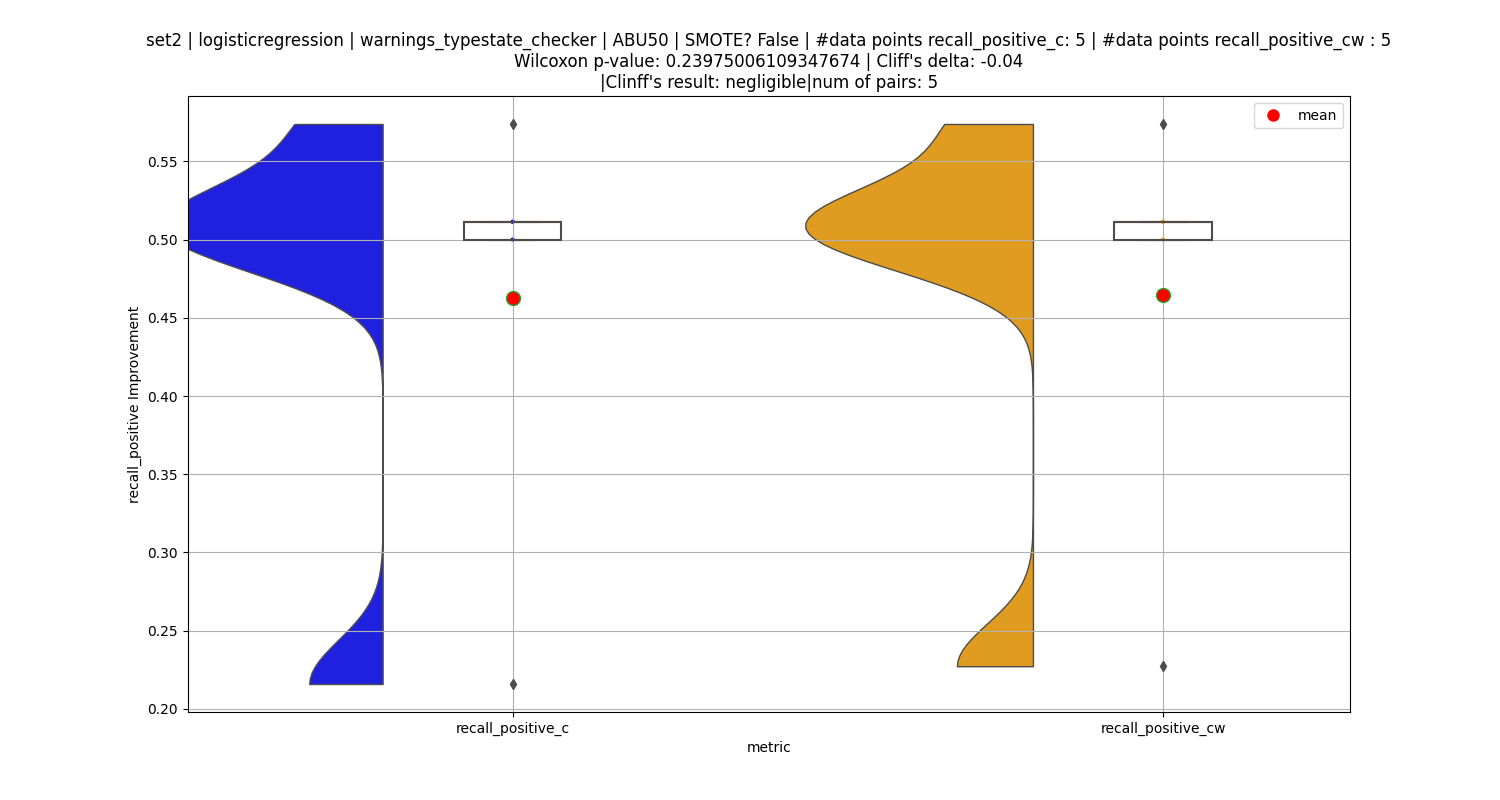 set2 | logisticregression | warnings_typestate_checker | ABU50 | SMOTE? False | #data points recall_positive_c: 5 | #data points recall_positive_cw : 5
Wilcoxon p-value: 0.23975006109347674 | Cliff's delta: -0.04
|Clinff's result: negligible|num of pairs: 5
mean
recall_positive Improvement
0.55
0.50
0.45
0.40
0.35
0.30
0.25
0.20
recall_positive_c
recall_positive_cw
metric